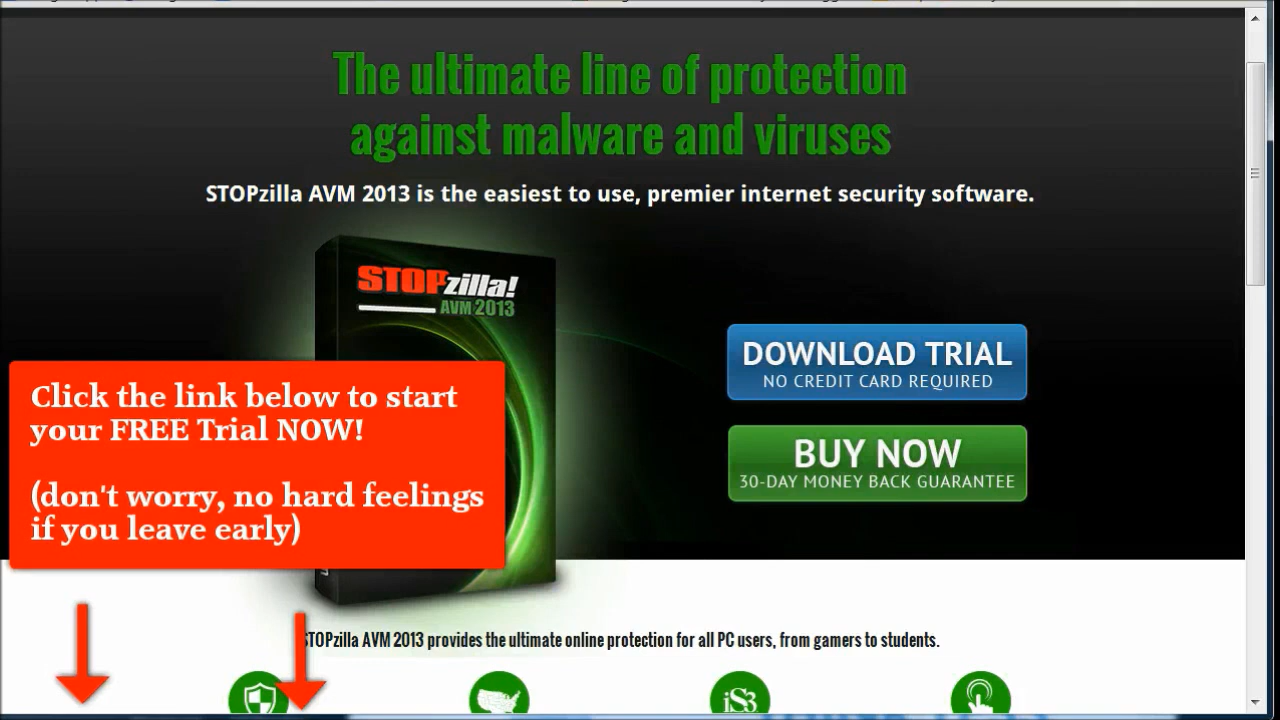 The ultimate line of protection
against malware and viruses
STOPzilla AVM 2013 is the easiest to use, premier internet security software.
STOPzilla!
AVM 2013
DOWNLOAD TRIAL
NO CREDIT CARD REQUIRED
BUY NOW
30-DAY MONEY BACK GUARANTEE
Click the link below to start
your FREE Trial NOW!
(don't worry, no hard feelings
if you leave early)
STOPzilla AVM 2013 provides the ultimate online protection for all PC users, from gamers to students.
iS3